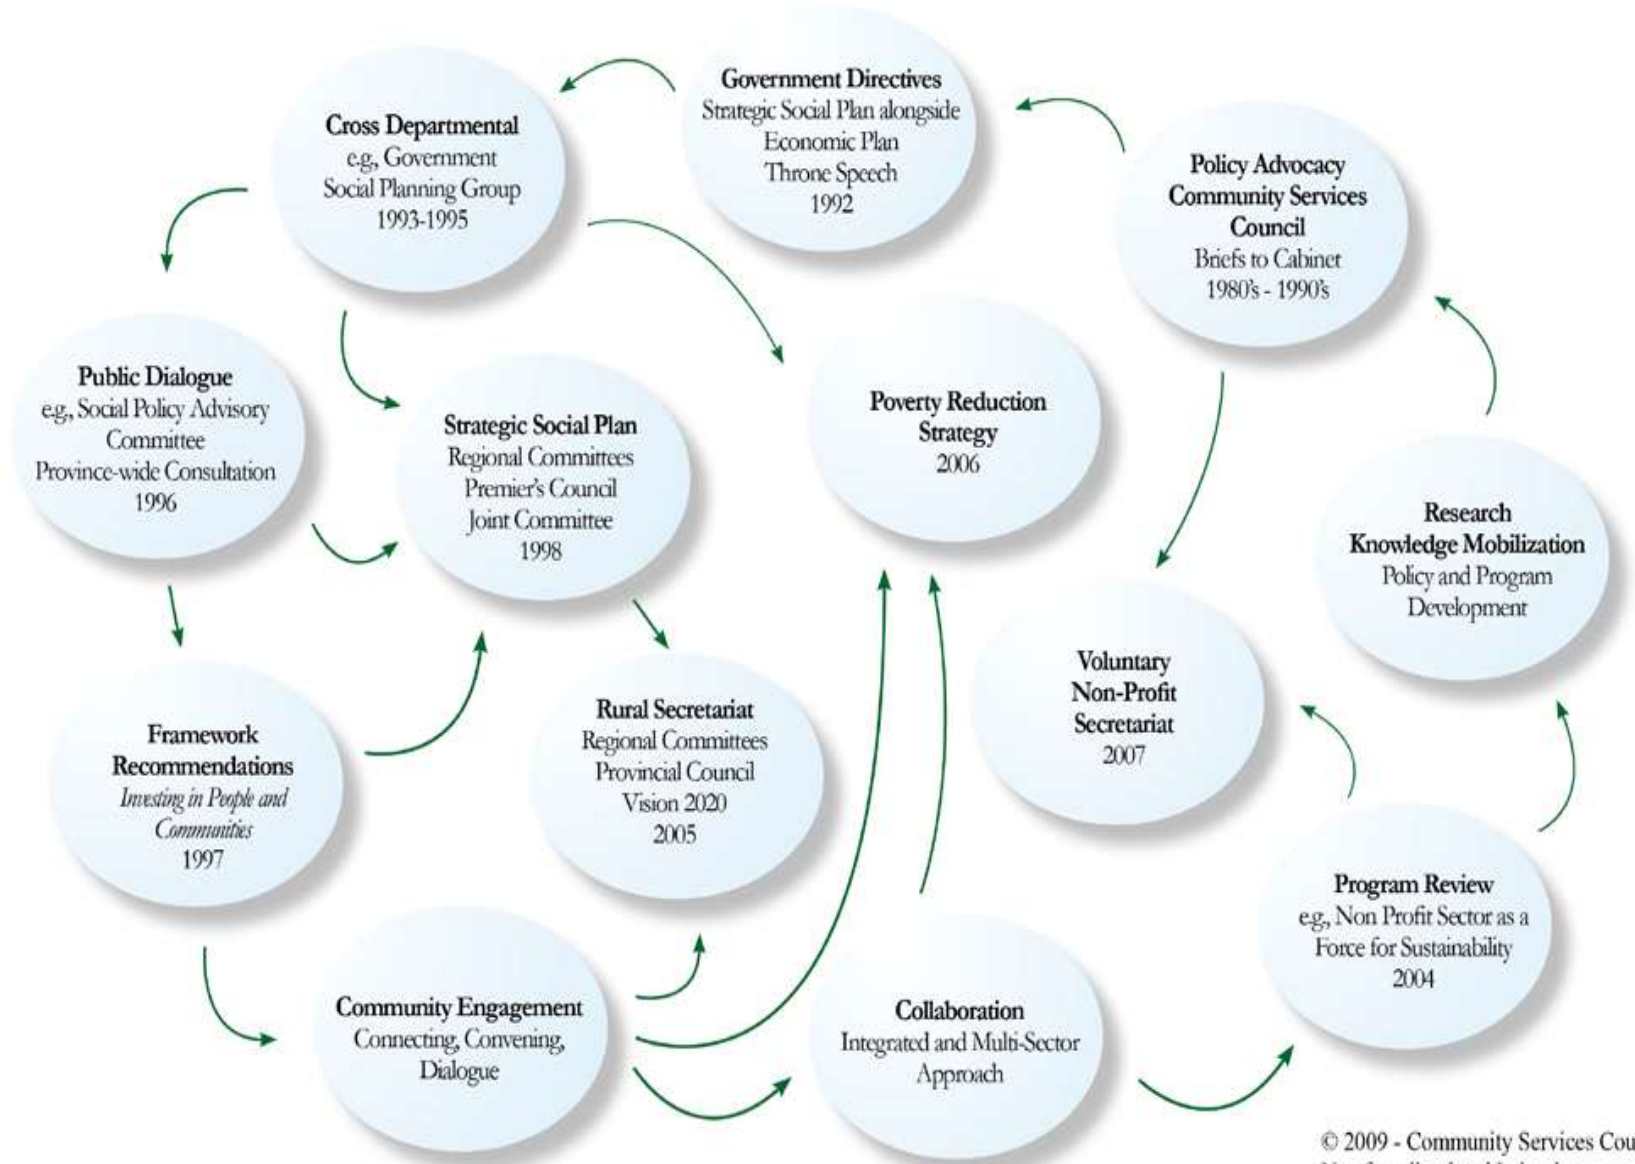 Government Directives
Strategic Social Plan alongside
Economic Plan
Throne Speech
1992
Cross Departmental
e.g., Government
Social Planning Group
1993-1995
Policy Advocacy
Community Services
Council
Briefs to Cabinet
1980's - 1990's
Public Dialogue
e.g., Social Policy Advisory
Committee
Province-wide Consultation
1996
Strategic Social Plan
Regional Committees
Premier's Council
Joint Committee
1998
Poverty Reduction
Strategy
2006
Research
Knowledge Mobilization
Policy and Program
Development
Voluntary
Non-Profit
Secretariat
2007
Framework
Recommendations
Investing in People and
Communities
1997
Rural Secretariat
Regional Committees
Provincial Council
Vision 2020
2005
Program Review
e.g., Non Profit Sector as a
Force for Sustainability
2004
Community Engagement
Connecting, Convening,
Dialogue
Collaboration
Integrated and Multi-Sector
Approach
© 2009 - Community Services Cou